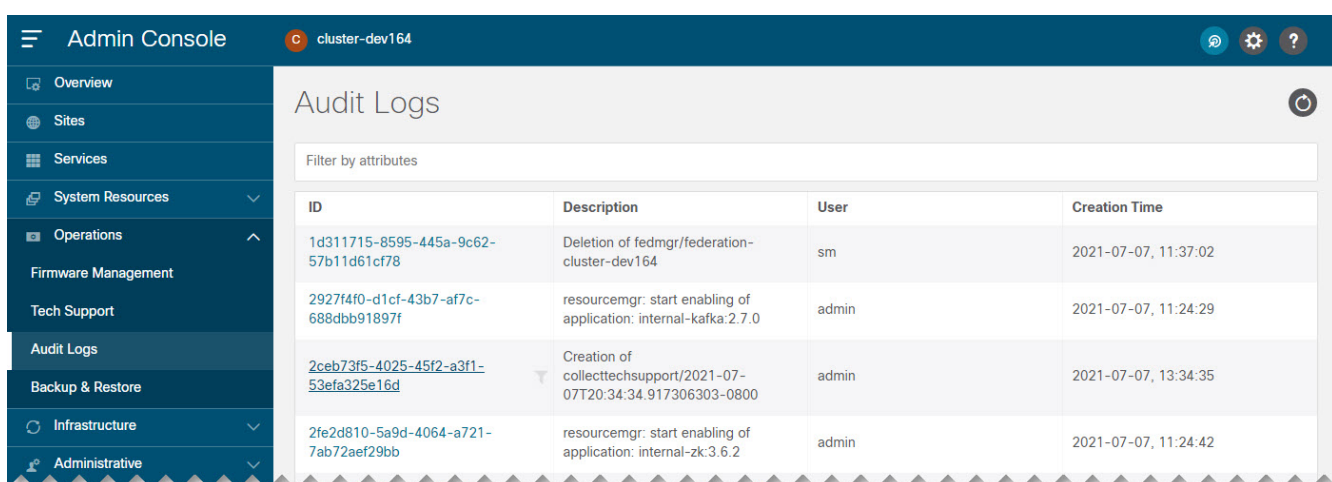 Admin Console
C cluster-dev164
?
Overview
Sites
Services
System Resources
Operations
Firmware Management
Tech Support
Audit Logs
Backup & Restore
Infrastructure
Administrative
Audit Logs
Filter by attributes
ID Description User Creation Time
1d311715-8595-445a-9c62-
57b11d61cf78
Deletion of fedmgr/federation-
cluster-dev164
sm
2021-07-07, 11:37:02
2927f4f0-d1cf-43b7-af7c-
688dbb91897f
resourcemgr: start enabling of
application: internal-kafka:2.7.0
admin
2021-07-07, 11:24:29
2ceb73f5-4025-45f2-a3f1-
53efa325e16d
Creation of
collecttechsupport/2021-07-
07T20:34:34.917306303-0800
admin
2021-07-07, 13:34:35
2fe2d810-5a9d-4064-a721-
7ab72aef29bb
resourcemgr: start enabling of
application: internal-zk:3.6.2
admin
2021-07-07, 11:24:42